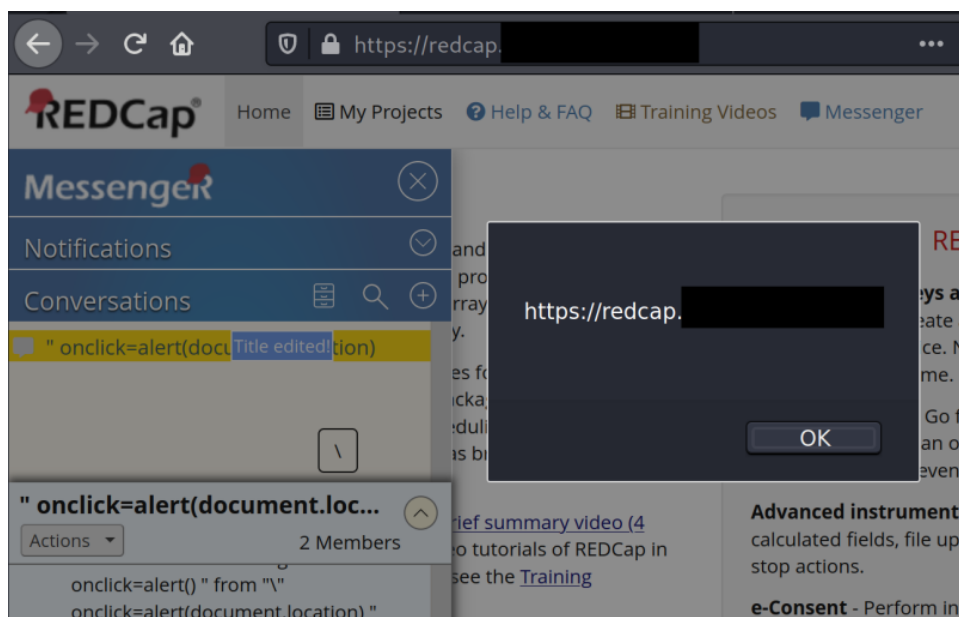 https://redcap.
REDCap®
Home
My Projects
Help & FAQ
Training Videos
Messenger
MessengeR
Notifications
Conversations
" onclick=alert(docu
Title edited!
tion)
\
" onclick=alert(document.loc...
Actions
2 Members
onclick=alert() " from "\"
onclick=alert(document.location) "
https://redcap.
OK
and
pro
rray
y.
es fo
eduli
as br
rief summary video (4
eo tutorials of REDCap in
see the Training
RE
eys a
eate
ce. N
me.
Go f
an o
even
Advanced instrument
calculated fields, file up
stop actions.
e-Consent - Perform in